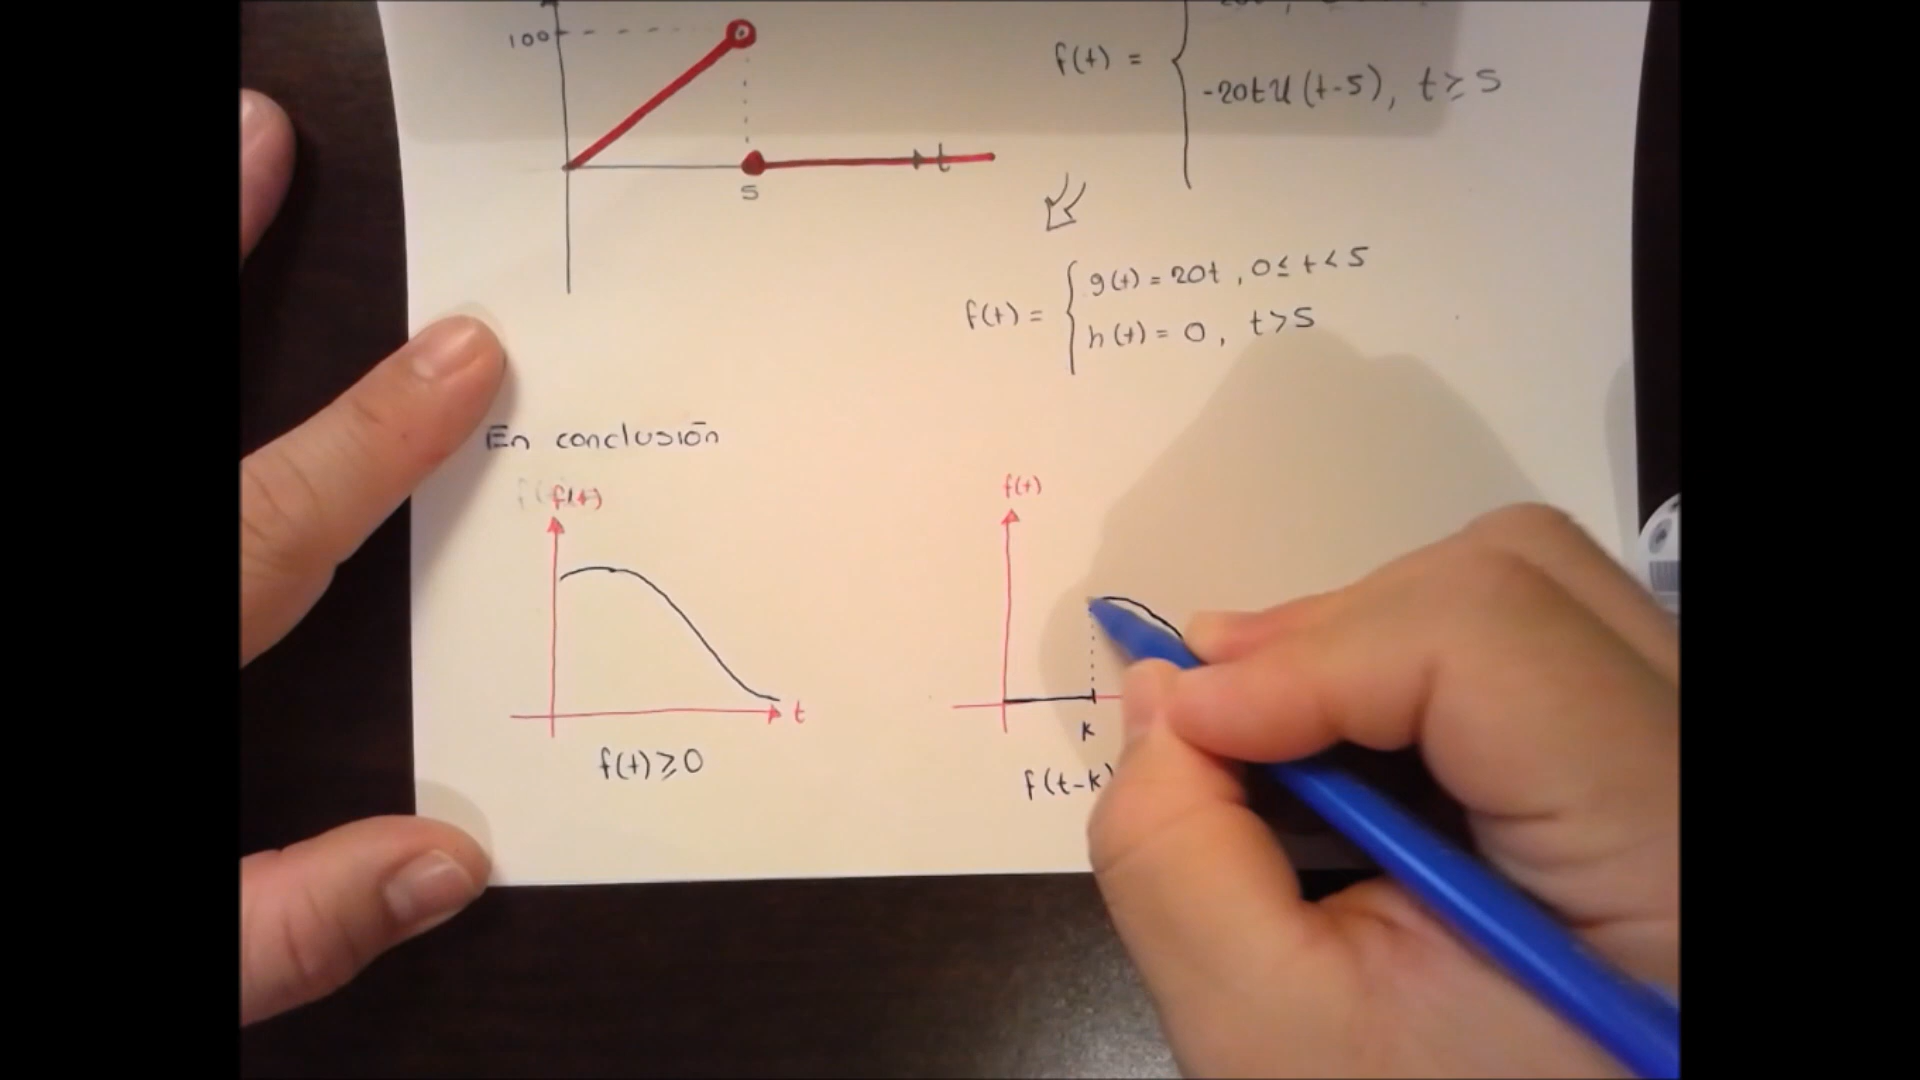 100
f(t) =
-20tU(t-5), t≥5
t
5
f(t) =
g(t) = 20t , 0≤t<5
h(t) = 0, t>5
En conclusión
f(t)
f(t)
t
k
f(t)≥0
f(t-k)